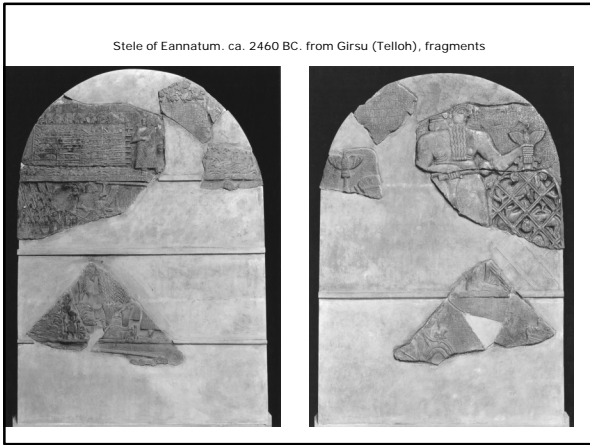 Stele of Eannatum. ca. 2460 BC. from Girsu (Telloh), fragments